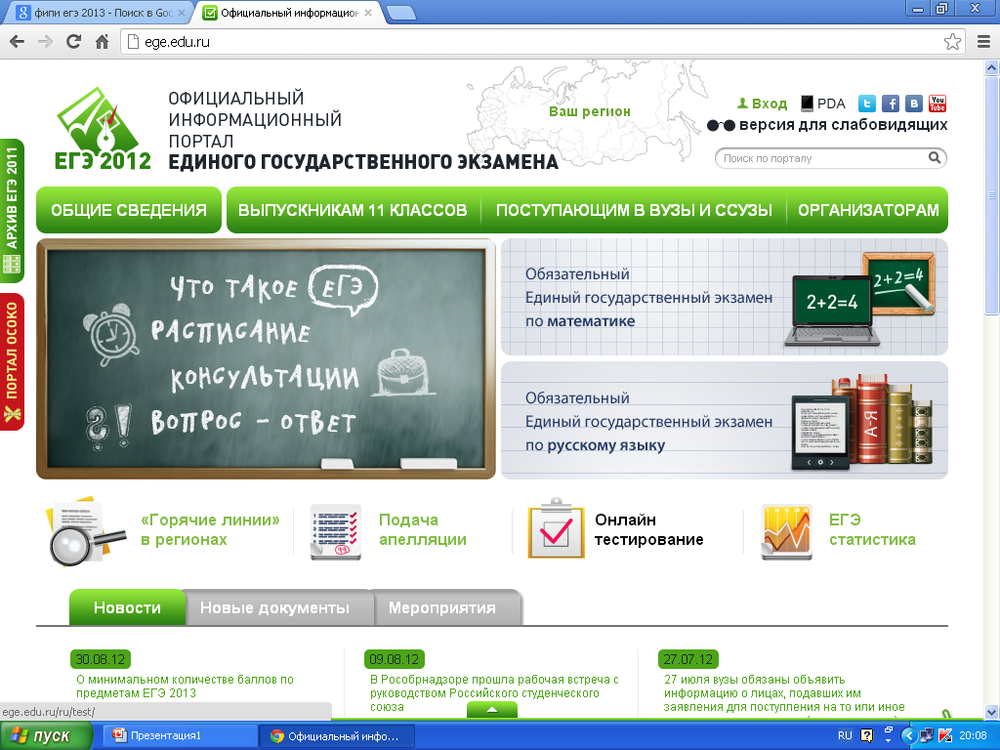 фипи егэ 2013 - Поиск в Goo
Официальный информацион
ege.edu.ru
ЕГЭ 2012
ОФИЦИАЛЬНЫЙ
ИНФОРМАЦИОННЫЙ
ПОРТАЛ
ЕДИНОГО ГОСУДАРСТВЕННОГО ЭКЗАМЕНА
Ваш регион
Вход
PDA
You Tube
версия для слабовидящих
Поиск по порталу
АРХИВ ЕГЭ 2011
ПОРТАЛ ОСОКО
ОБЩИЕ СВЕДЕНИЯ
ВЫПУСКНИКАМ 11 КЛАССОВ
ПОСТУПАЮЩИМ В ВУЗЫ И ССУЗЫ
ОРГАНИЗАТОРАМ
ЧТО ТАКОЕ ЕГЭ
РАСПИСАНИЕ
КОНСУЛЬТАЦИИ
ВОПРОС - ОТВЕТ
Обязательный
Единый государственный экзамен
по математике
2+2=4
2+2=4
Обязательный
Единый государственный экзамен
по русскому языку
А-Я
«Горячие линии»
в регионах
Подача
апелляции
Онлайн
тестирование
ЕГЭ
статистика
Новости
Новые документы
Мероприятия
30.08.12
О минимальном количестве баллов по
предметам ЕГЭ 2013
09.08.12
В Рособрнадзоре прошла рабочая встреча с
руководством Российского студенческого
союза
27.07.12
27 июля вузы обязаны объявить
информацию о лицах, подавших им
заявления для поступления на то или иное
ege.edu.ru/ru/test/
пуск
Презентация1
Официальный инфо...
RU
20:08